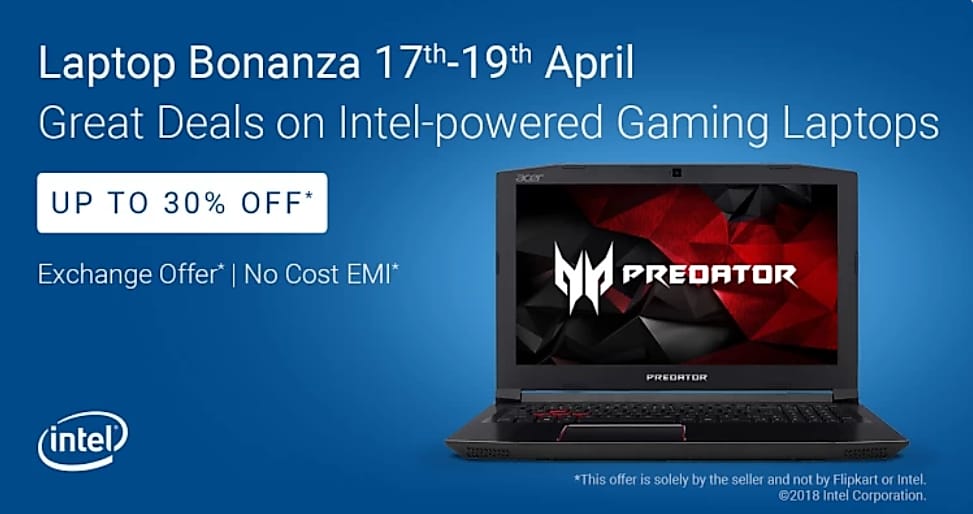 Laptop Bonanza 17th-19th April
Great Deals on Intel-powered Gaming Laptops
UP TO 30% OFF*
Exchange Offer* | No Cost EMI*
acer
PREDATOR
PREDATOR
intel
*This offer is solely by the seller and not by Flipkart or Intel.
©2018 Intel Corporation.